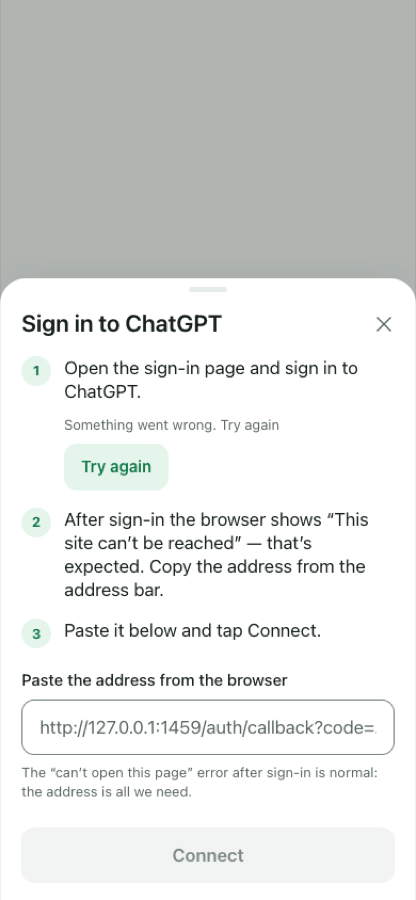 Sign in to ChatGPT
1
Open the sign-in page and sign in to
ChatGPT.
Something went wrong. Try again
Try again
2
After sign-in the browser shows “This
site can’t be reached” — that’s
expected. Copy the address from the
address bar.
3
Paste it below and tap Connect.
Paste the address from the browser
http://127.0.0.1:1459/auth/callback?code=.
The “can’t open this page” error after sign-in is normal:
the address is all we need.
Connect